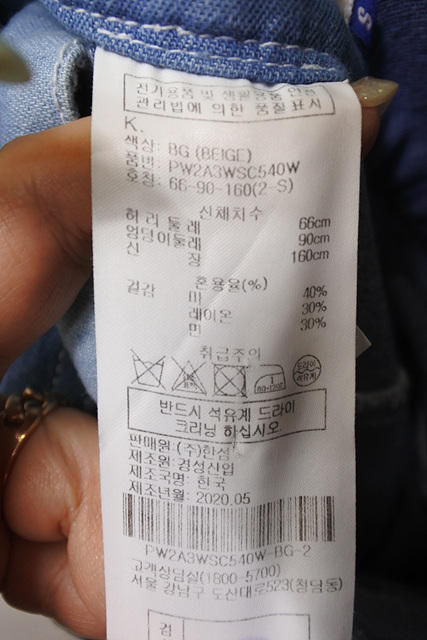 전기용품 및 생활용품 안전
관리법에 의한 품질표시
K.
색상: BG (BEIGE)
품번: PW2A3WSC540W
호칭: 66-90-160(2-S)
신체치수
허리둘레 66cm
엉덩이둘레 90cm
신장 160cm
혼용율(%)
겉감 마 40%
레이온 30%
면 30%
취급주의
드라이
석유계
반드시 석유계 드라이
크리닝 하십시오.
판매원:(주)한섬
제조원: 경성산업
제조국명: 한국
제조년월: 2020.05
PW2A3WSC540W-BG-2
고객상담실(1800-5700)
서울 강남구 도산대로523(청담동)
검